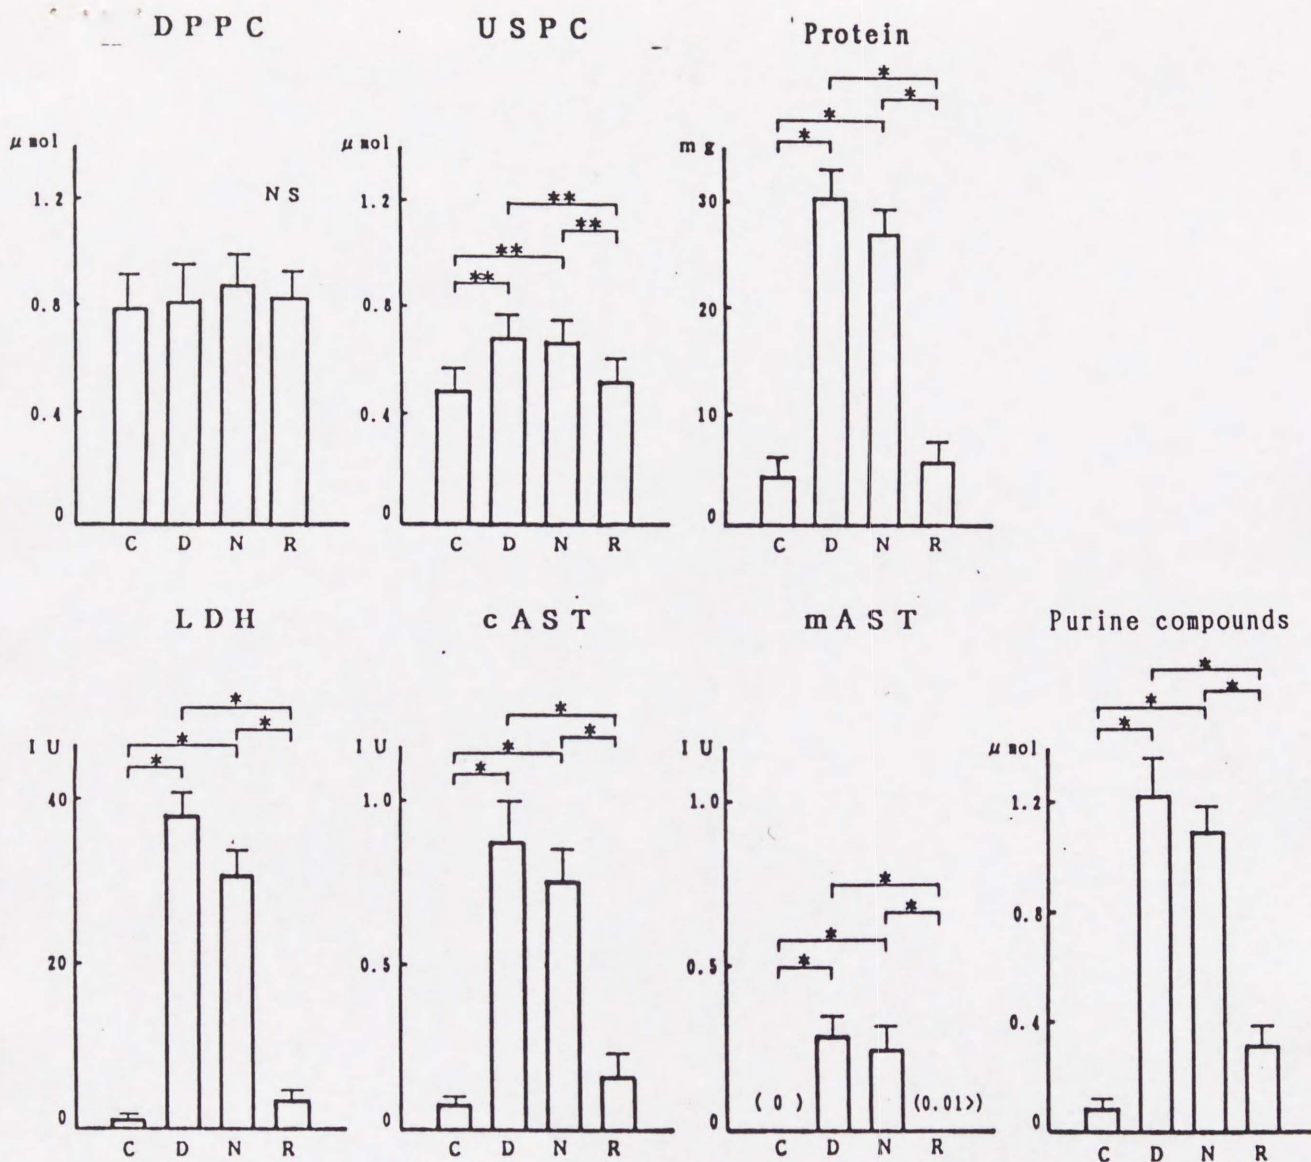 DPPC
USPC
Protein
μmol
1.2
0.8
0.4
0
NS
C D N R
μmol
1.2
0.8
0.4
0
**
**
**
**
C D N R
mg
30
20
10
0
*
*
*
*
C D N R
LDH
cAST
mAST
Purine compounds
IU
40
20
0
*
*
*
*
C D N R
IU
1.0
0.5
0
*
*
*
*
C D N R
IU
1.0
0.5
0
*
*
*
*
(0) (0.01>)
C D N R
μmol
1.2
0.8
0.4
0
*
*
*
*
C D N R